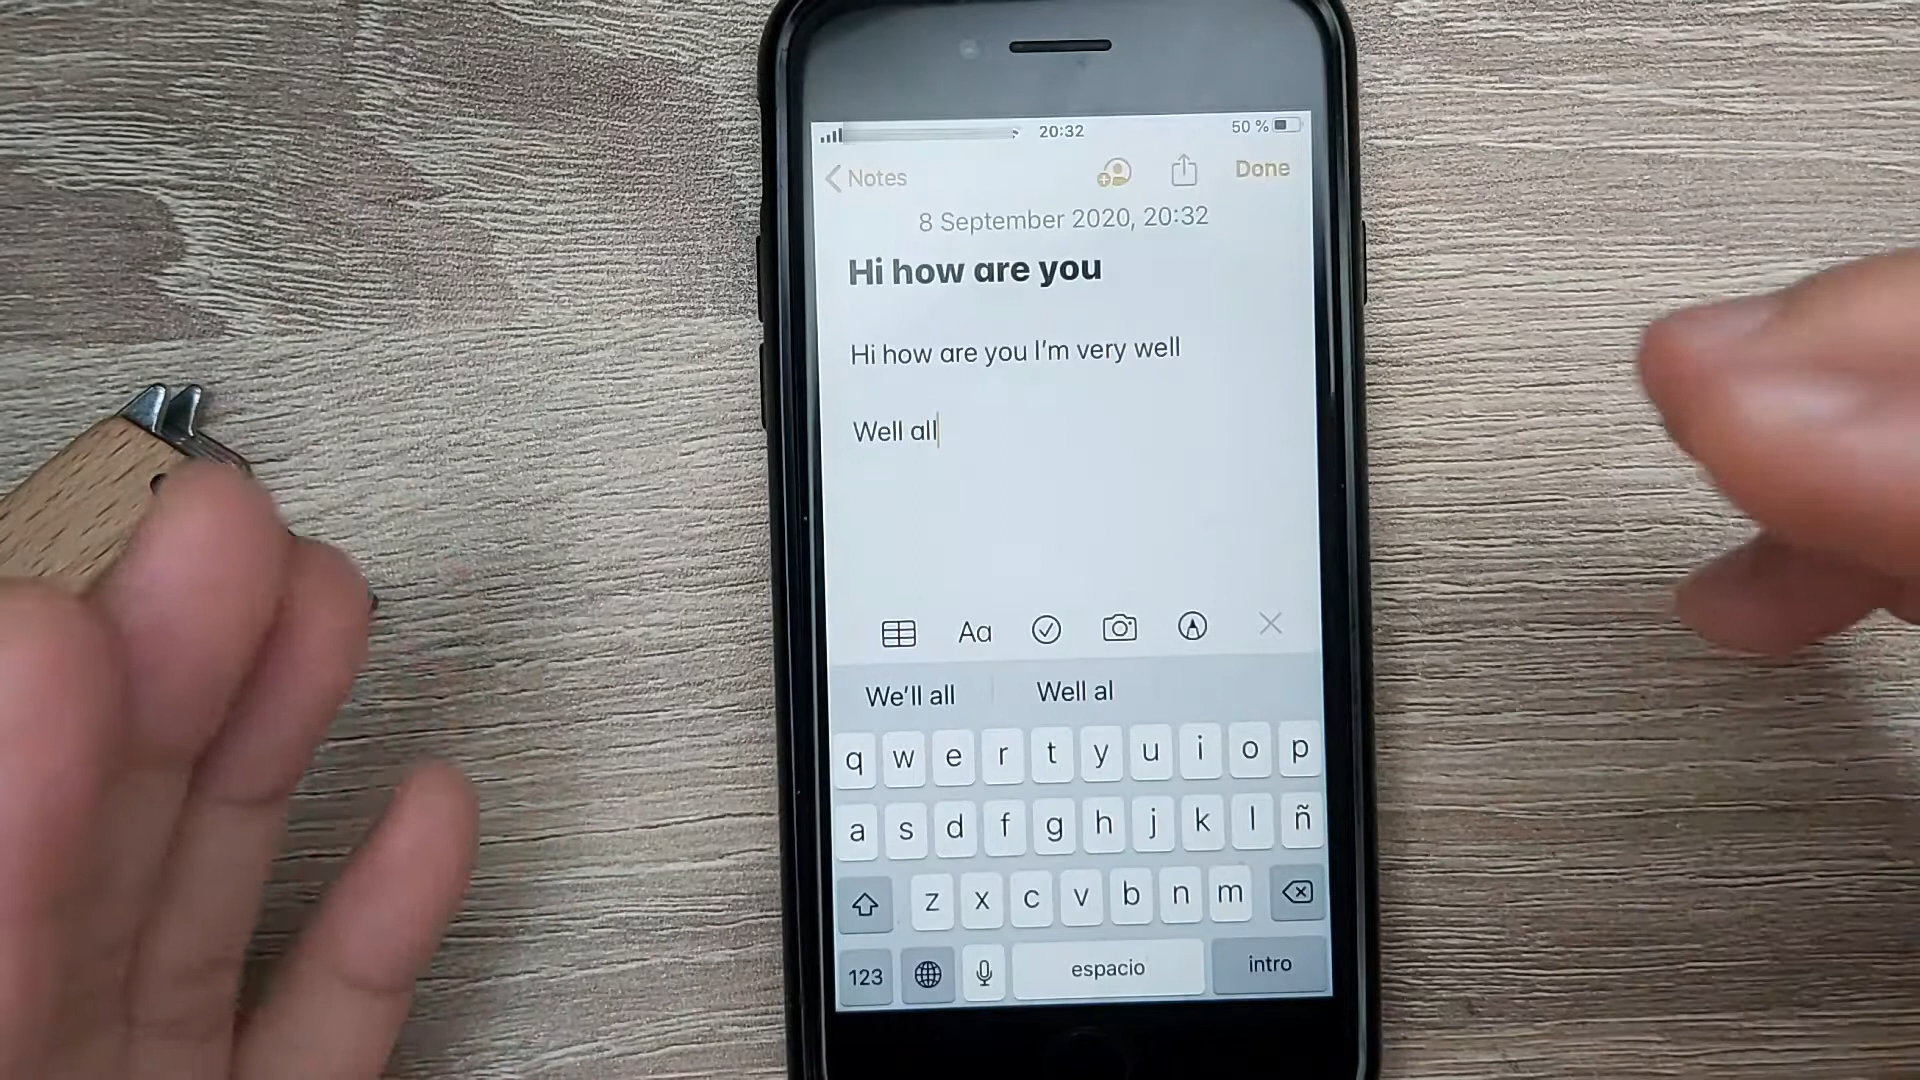 20:32
50 %
Notes
Done
8 September 2020, 20:32
Hi how are you
Hi how are you I'm very well
Well all
Aa
We'll all
Well al
q w e r t y u i o p
a s d f g h j k l ñ
z x c v b n m
123
espacio
intro